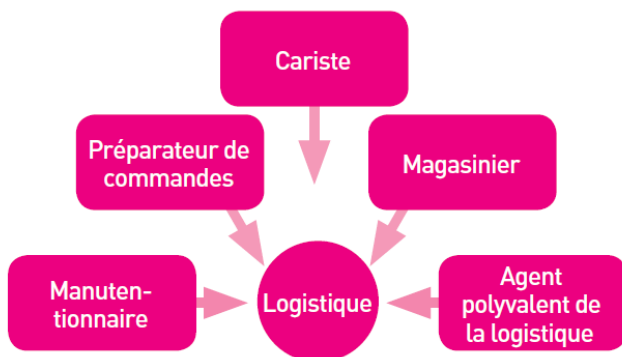 Cariste
Préparateur de
commandes
Magasinier
Manuten-
tionnaire
Logistique
Agent
polyvalent de
la logistique